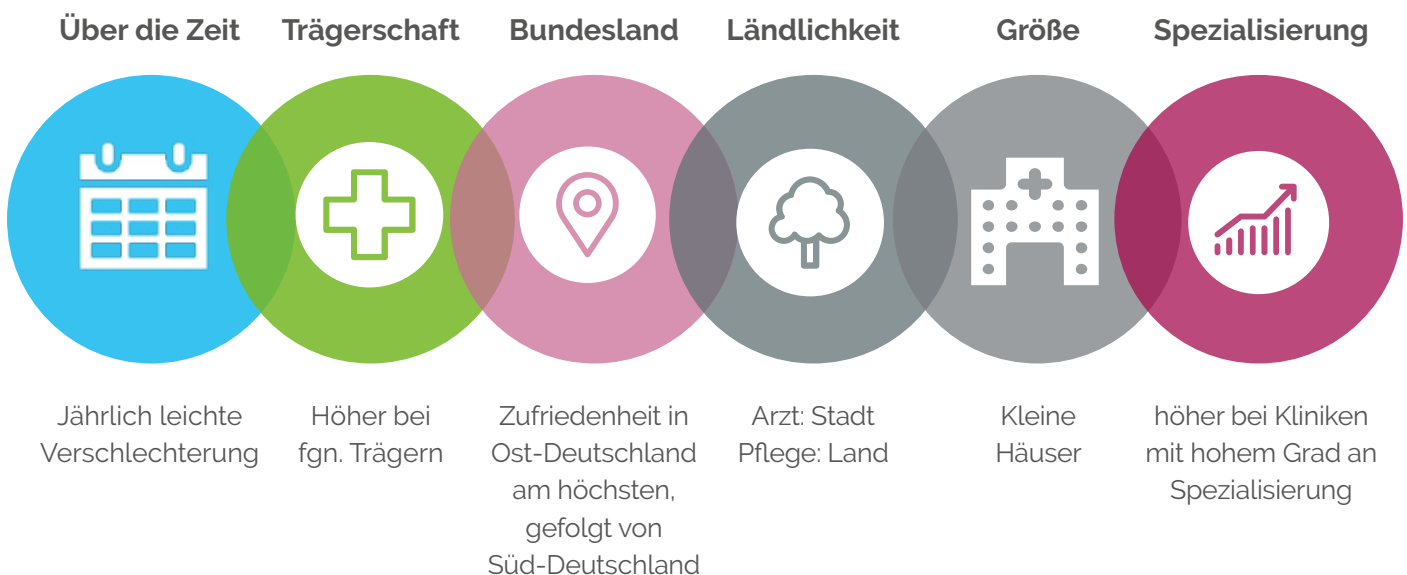 Über die Zeit
Trägerschaft
Bundesland
Ländlichkeit
Größe
Spezialisierung
Jährlich leichte
Verschlechterung
Höher bei
fgn. Trägern
Zufriedenheit in
Ost-Deutschland
am höchsten,
gefolgt von
Süd-Deutschland
Arzt: Stadt
Pflege: Land
Kleine
Häuser
höher bei Kliniken
mit hohem Grad an
Spezialisierung